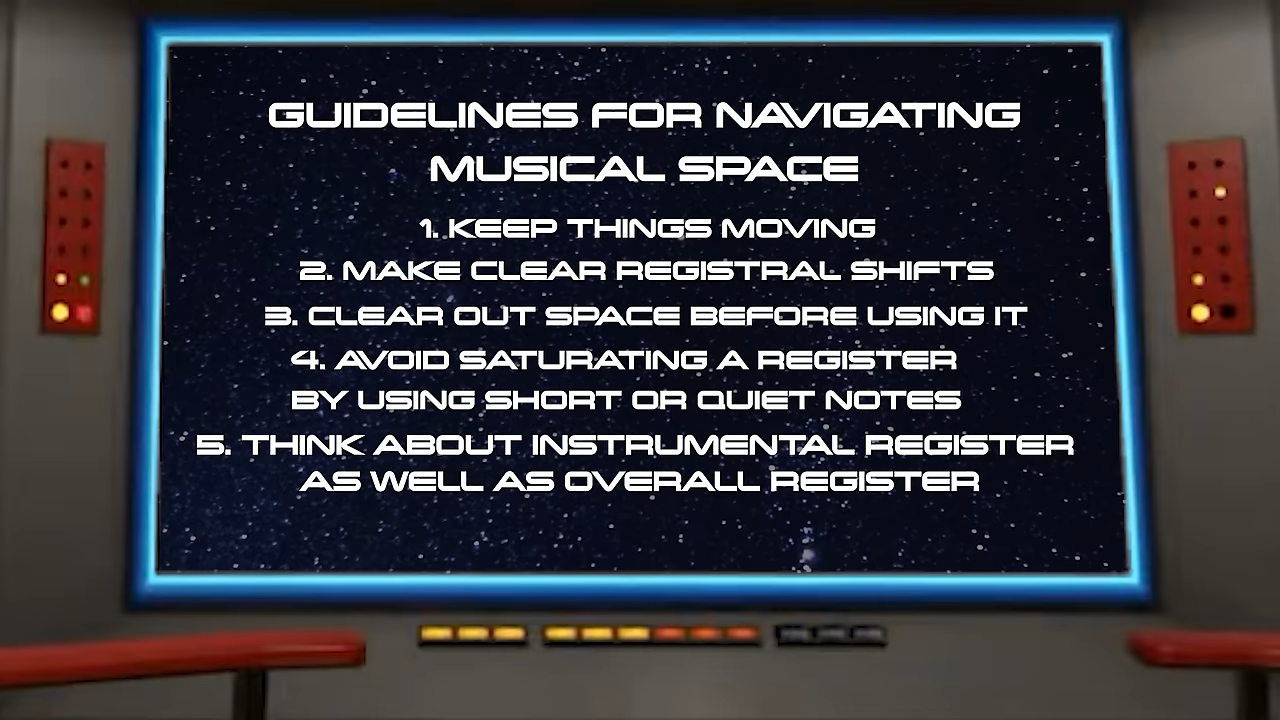 GUIDELINES FOR NAVIGATING
MUSICAL SPACE
1. KEEP THINGS MOVING
2. MAKE CLEAR REGISTRAL SHIFTS
3. CLEAR OUT SPACE BEFORE USING IT
4. AVOID SATURATING A REGISTER
BY USING SHORT OR QUIET NOTES
5. THINK ABOUT INSTRUMENTAL REGISTER
AS WELL AS OVERALL REGISTER